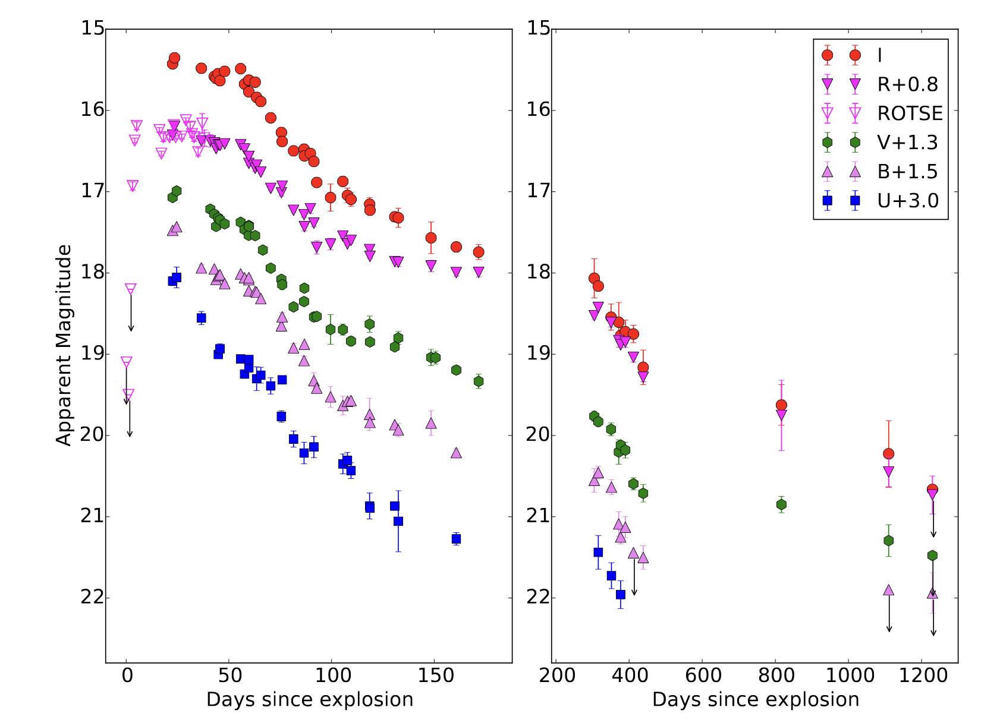 15
16
17
18
19
20
21
22
Apparent Magnitude
0
50
100
150
Days since explosion
15
16
17
18
19
20
21
22
200
400
600
800
1000
1200
Days since explosion
I
R+0.8
ROTSE
V+1.3
B+1.5
U+3.0